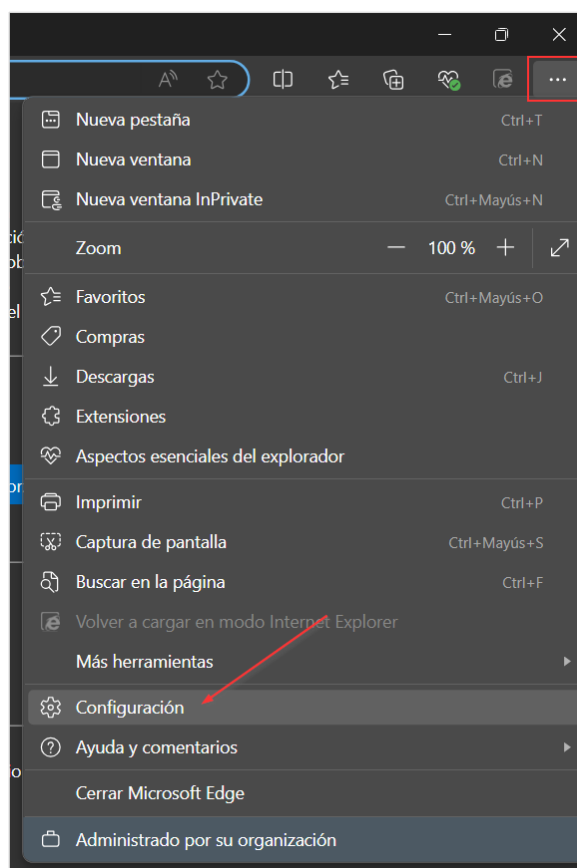 Nueva pestaña Ctrl+T
Nueva ventana Ctrl+N
Nueva ventana InPrivate Ctrl+Mayús+N
Zoom 100 %
Favoritos Ctrl+Mayús+O
Compras
Descargas Ctrl+J
Extensiones
Aspectos esenciales del explorador
Imprimir Ctrl+P
Captura de pantalla Ctrl+Mayús+S
Buscar en la página Ctrl+F
Volver a cargar en modo Internet Explorer
Más herramientas
Configuración
Ayuda y comentarios
Cerrar Microsoft Edge
Administrado por su organización